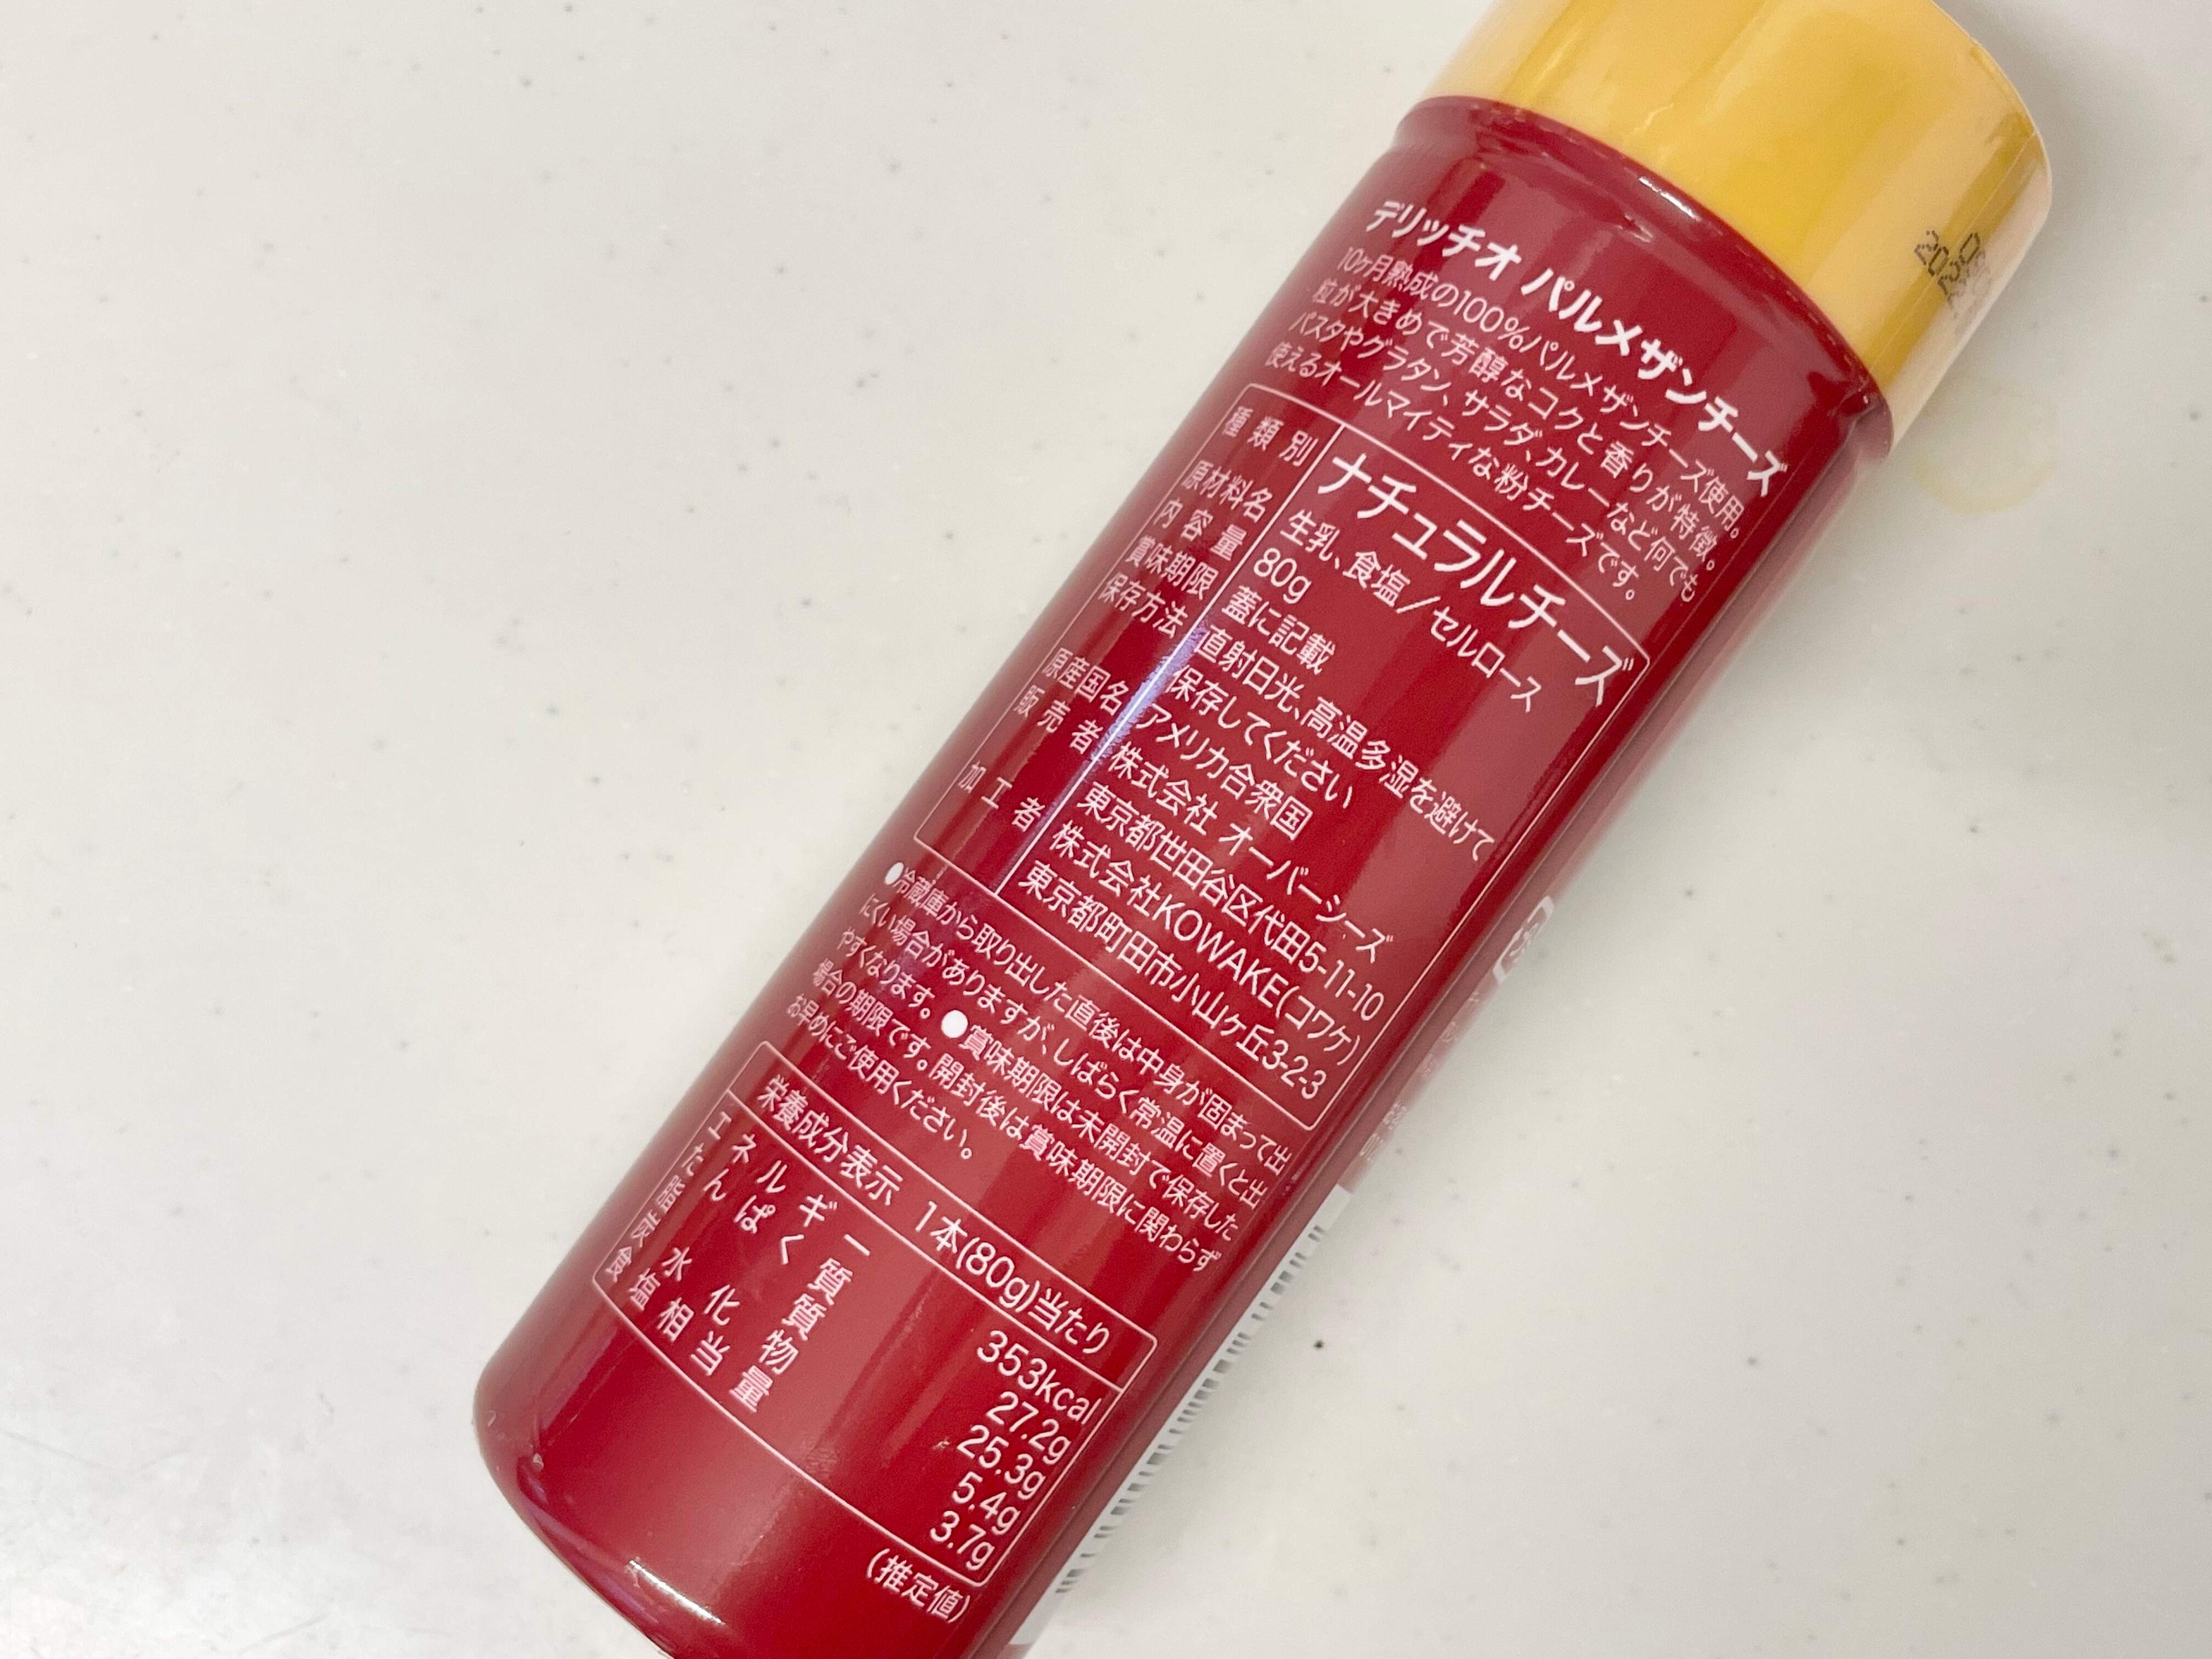 デリッチオ パルメザンチーズ
10ヶ月熟成の100%パルメザンチーズ使用。
粒が大きめで芳醇なコクと香りが特徴。
パスタやグラタン、サラダ、カレーなど何でも
使えるオールマイティな粉チーズです。
種類別 ナチュラルチーズ
原材料名 生乳、食塩/セルロース
内容量 80g
賞味期限 蓋に記載
保存方法 直射日光、高温多湿を避けて
保存してください
原産国名 アメリカ合衆国
販売者 株式会社 オーバーシーズ
東京都世田谷区代田5-11-10
加工者 株式会社KOWAKE(コワケ)
東京都町田市小山ヶ丘3-2-3
●冷蔵庫から取り出した直後は中身が固まって出
にくい場合がありますが、しばらく常温に置くと出
やすくなります。●賞味期限は未開封で保存した
場合の期限です。開封後は賞味期限に関わらず
お早めにご使用ください。
栄養成分表示 1本(80g)当たり
エネルギー 353kcal
たんぱく質 27.2g
脂質 25.3g
炭水化物 5.4g
食塩相当量 3.7g
(推定値)